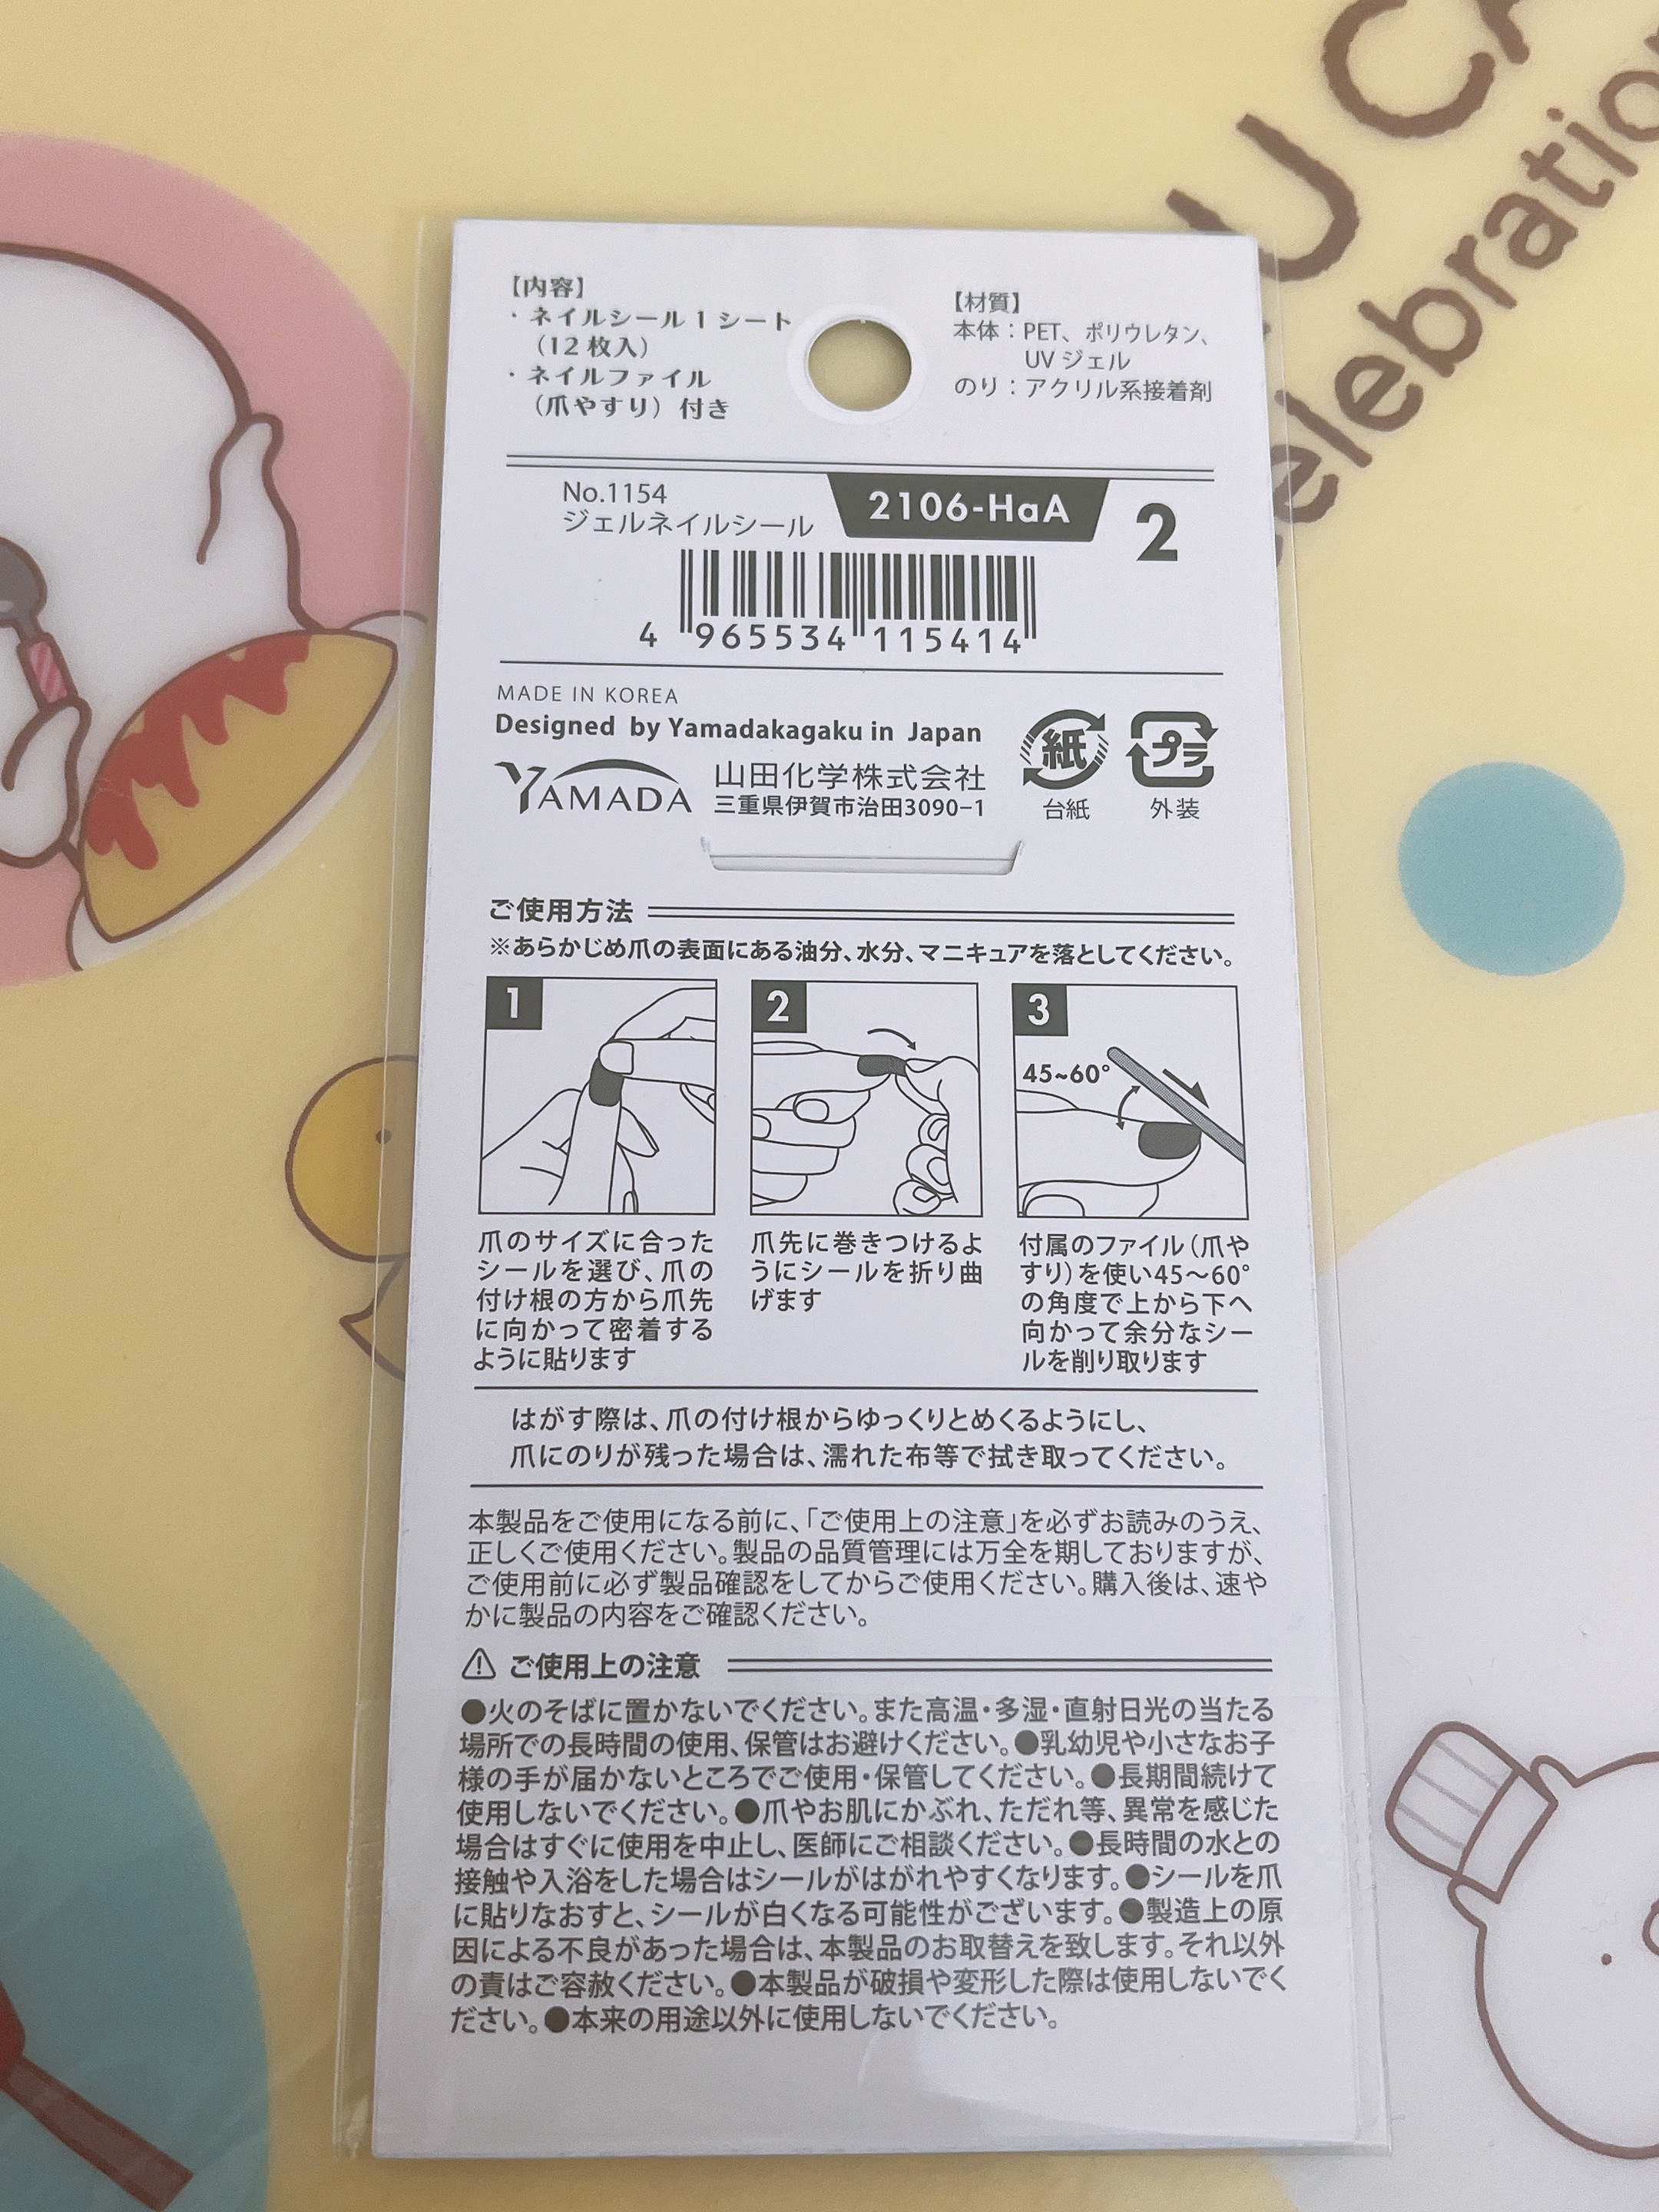 U CA
elebratio
【内容】
・ネイルシール1シート
（12枚入）
・ネイルファイル
（爪やすり）付き
【材質】
本体：PET、ポリウレタン、
UVジェル
のり：アクリル系接着剤
No.1154
ジェルネイルシール
2106-HaA
2
4 965534 115414
MADE IN KOREA
Designed by Yamadakagaku in Japan
YAMADA
山田化学株式会社
三重県伊賀市治田3090−1
紙
台紙
プラ
外装
ご使用方法
※あらかじめ爪の表面にある油分、水分、マニキュアを落としてください。
1
爪のサイズに合った
シールを選び、爪の
付け根の方から爪先
に向かって密着する
ように貼ります
2
爪先に巻きつけるよ
うにシールを折り曲
げます
3
45~60°
付属のファイル（爪や
すり）を使い45〜60°
の角度で上から下へ
向かって余分なシー
ルを削り取ります
はがす際は、爪の付け根からゆっくりとめくるようにし、
爪にのりが残った場合は、濡れた布等で拭き取ってください。
本製品をご使用になる前に、「ご使用上の注意」を必ずお読みのうえ、
正しくご使用ください。製品の品質管理には万全を期しておりますが、
ご使用前に必ず製品確認をしてからご使用ください。購入後は、速や
かに製品の内容をご確認ください。
⚠ ご使用上の注意
●火のそばに置かないでください。また高温・多湿・直射日光の当たる
場所での長時間の使用、保管はお避けください。●乳幼児や小さなお子
様の手が届かないところでご使用・保管してください。●長期間続けて
使用しないでください。●爪やお肌にかぶれ、ただれ等、異常を感じた
場合はすぐに使用を中止し、医師にご相談ください。●長時間の水との
接触や入浴をした場合はシールがはがれやすくなります。●シールを爪
に貼りなおすと、シールが白くなる可能性がございます。●製造上の原
因による不良があった場合は、本製品のお取替えを致します。それ以外
の責はご容赦ください。●本製品が破損や変形した際は使用しないでく
ださい。●本来の用途以外に使用しないでください。